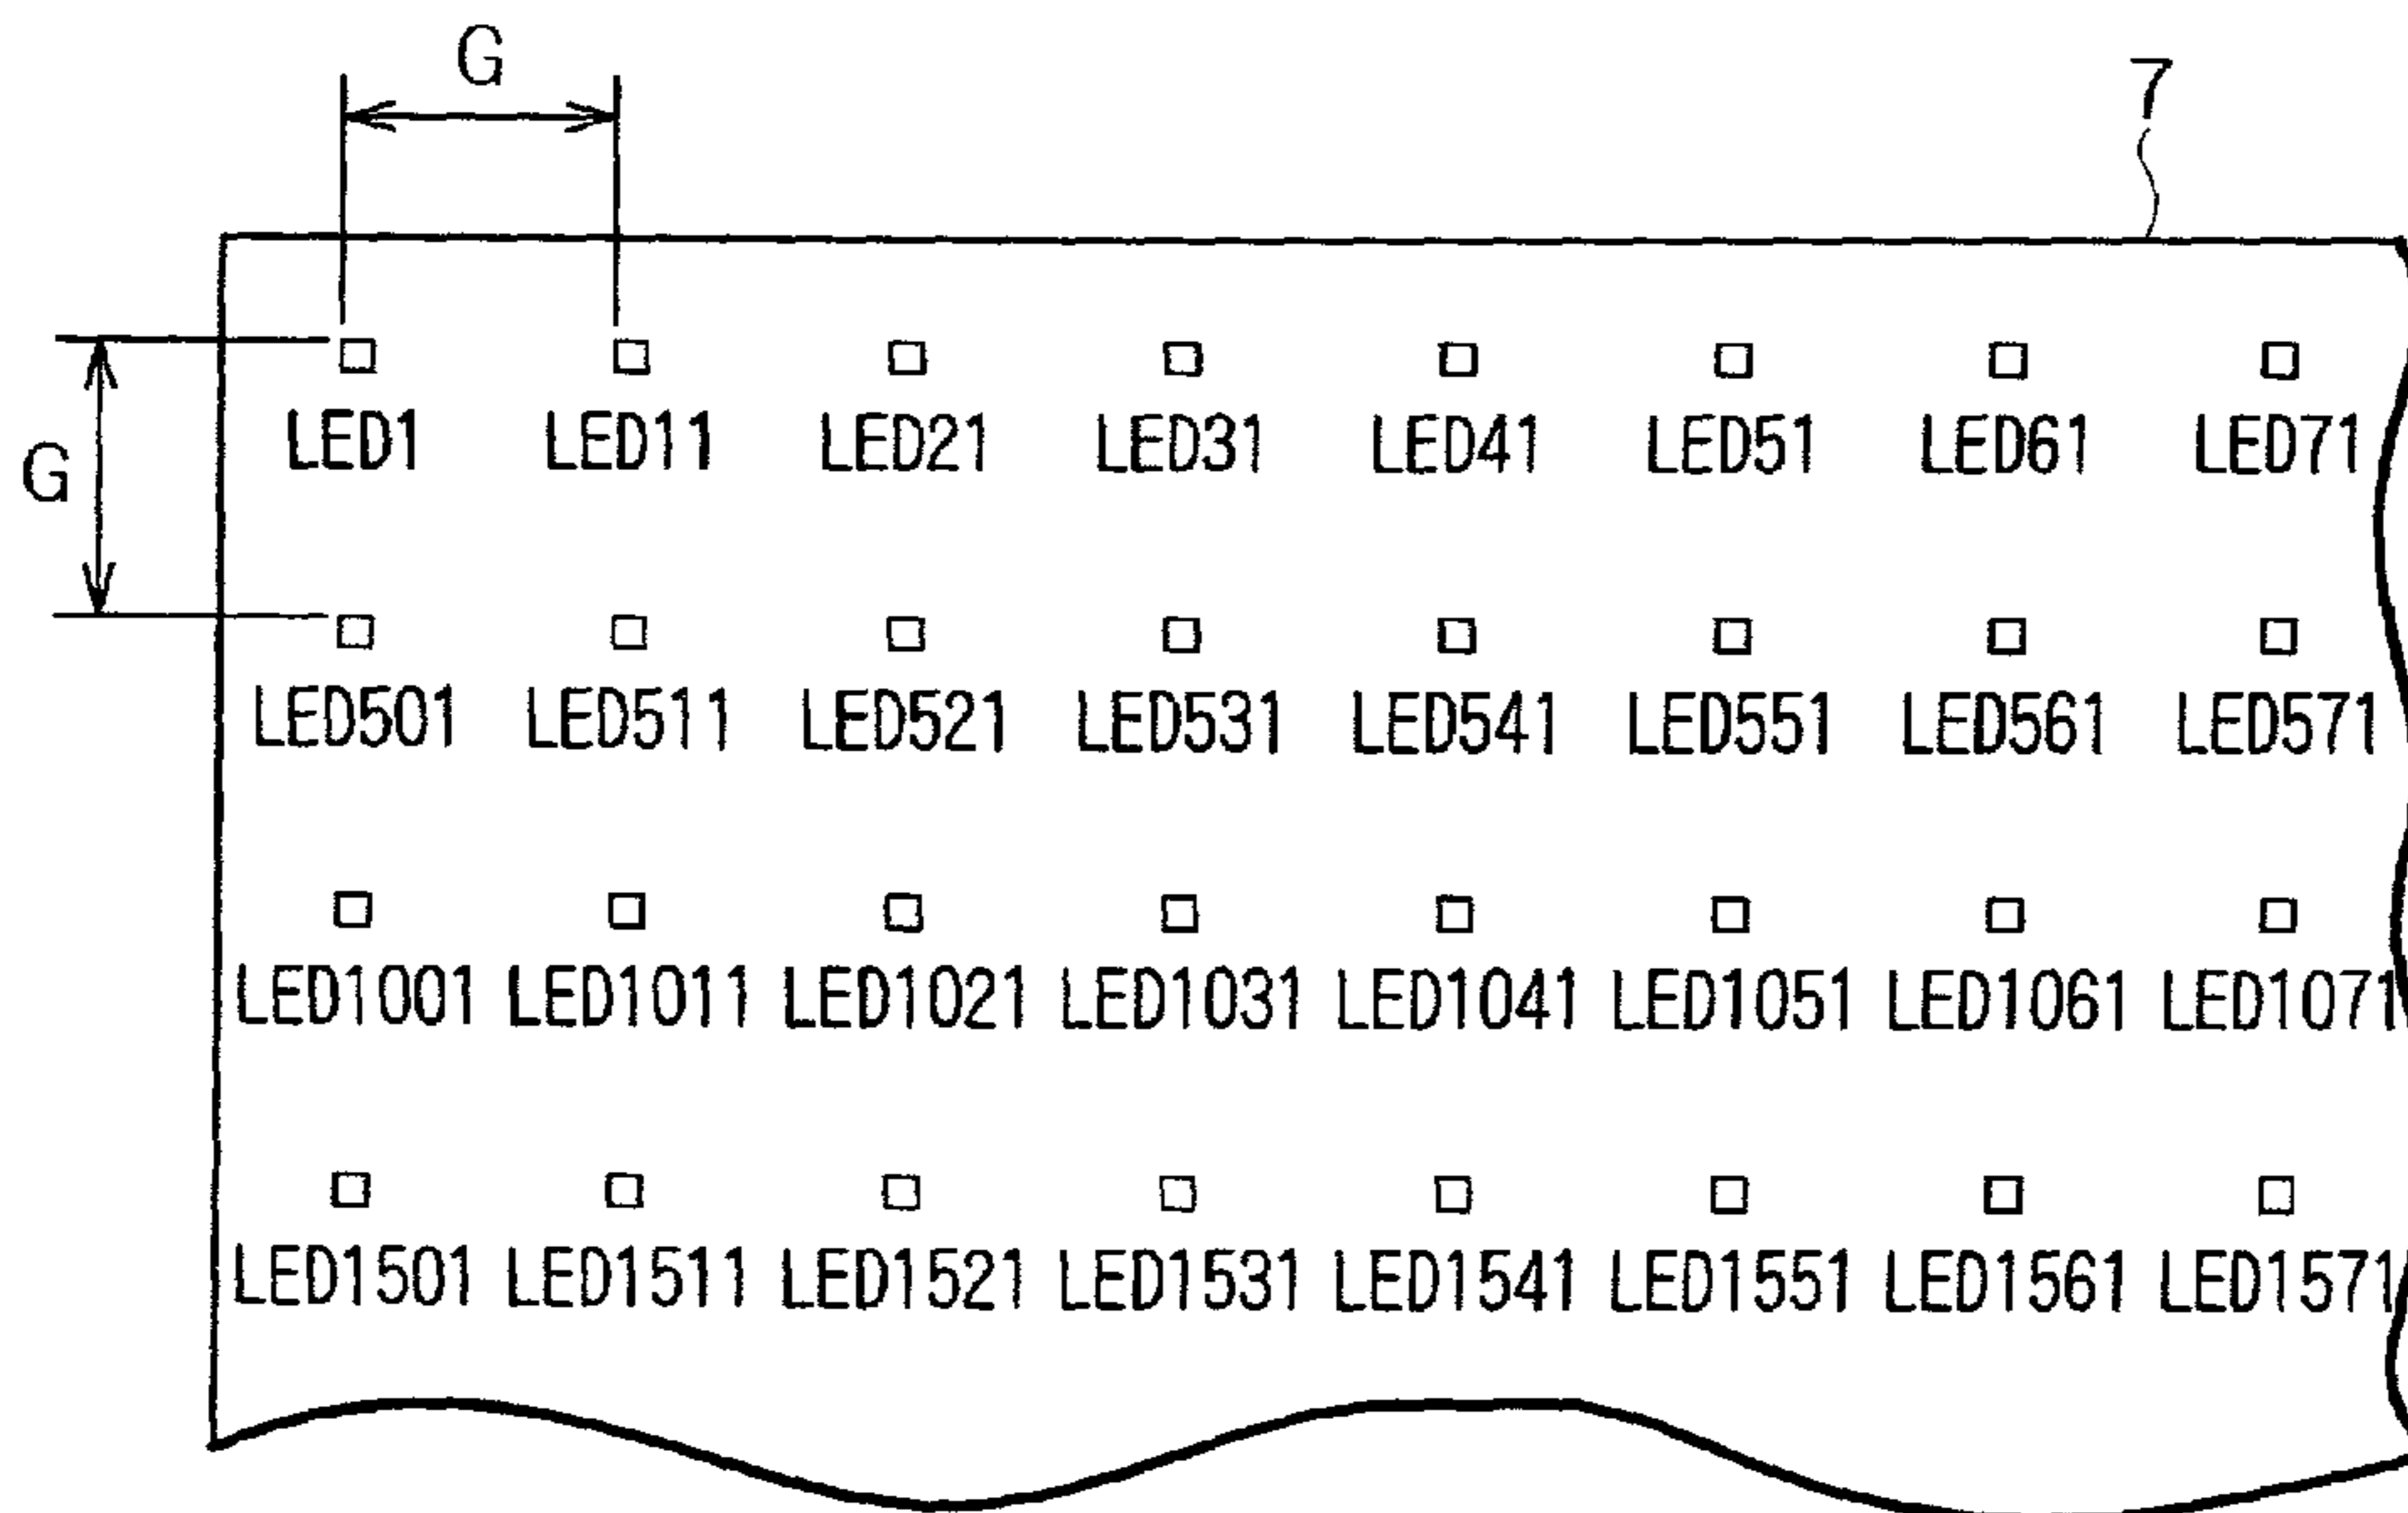 G
7
LED1 LED11 LED21 LED31 LED41 LED51 LED61 LED71
G
LED501 LED511 LED521 LED531 LED541 LED551 LED561 LED571
LED1001 LED1011 LED1021 LED1031 LED1041 LED1051 LED1061 LED1071
LED1501 LED1511 LED1521 LED1531 LED1541 LED1551 LED1561 LED1571